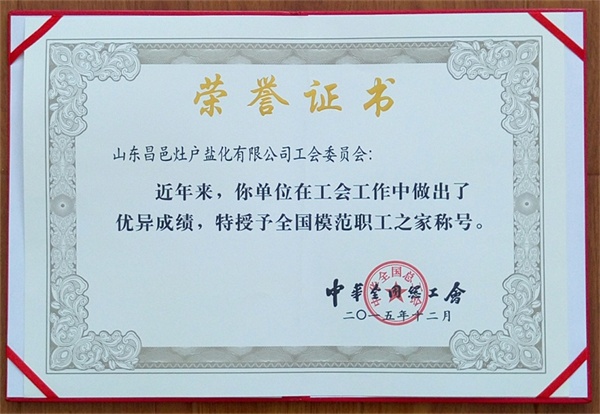 荣誉证书
山东昌邑灶户盐化有限公司工会委员会：
近年来，你单位在工会工作中做出了
优异成绩，特授予全国模范职工之家称号。
中华全国总工会
二〇一五年十二月